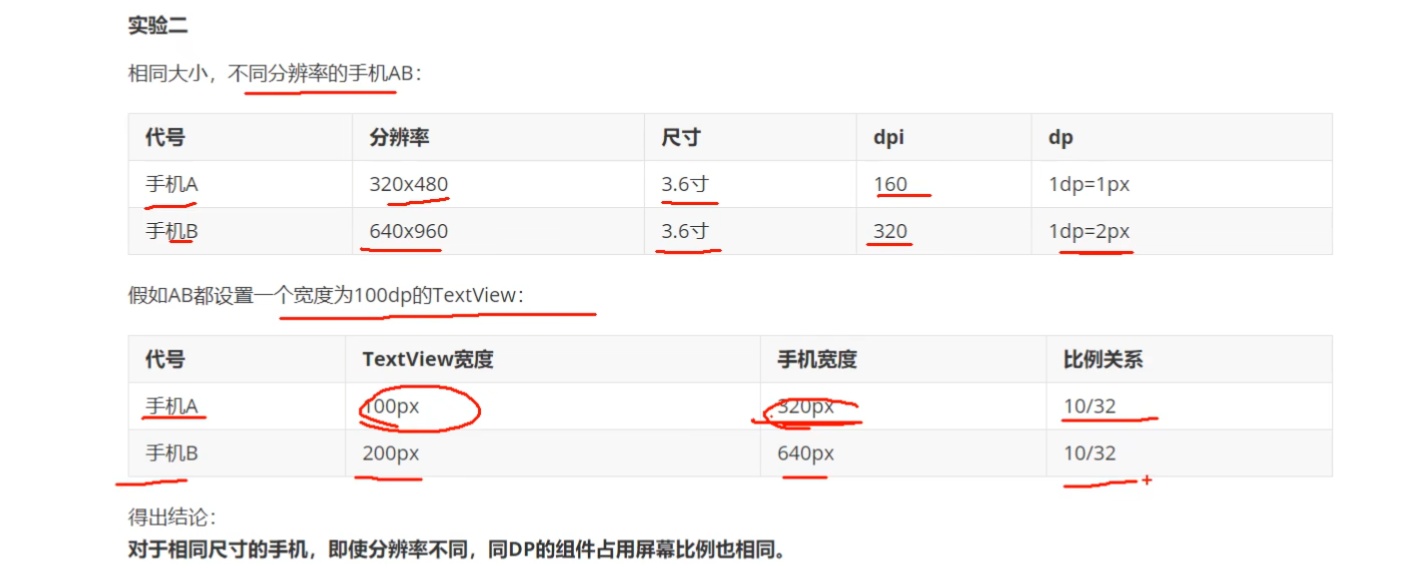 实验二
相同大小，不同分辨率的手机AB：
代号 分辨率 尺寸 dpi dp
手机A 320x480 3.6寸 160 1dp=1px
手机B 640x960 3.6寸 320 1dp=2px
假如AB都设置一个宽度为100dp的TextView：
代号 TextView宽度 手机宽度 比例关系
手机A 100px 320px 10/32
手机B 200px 640px 10/32
得出结论：
对于相同尺寸的手机，即使分辨率不同，同DP的组件占用屏幕比例也相同。